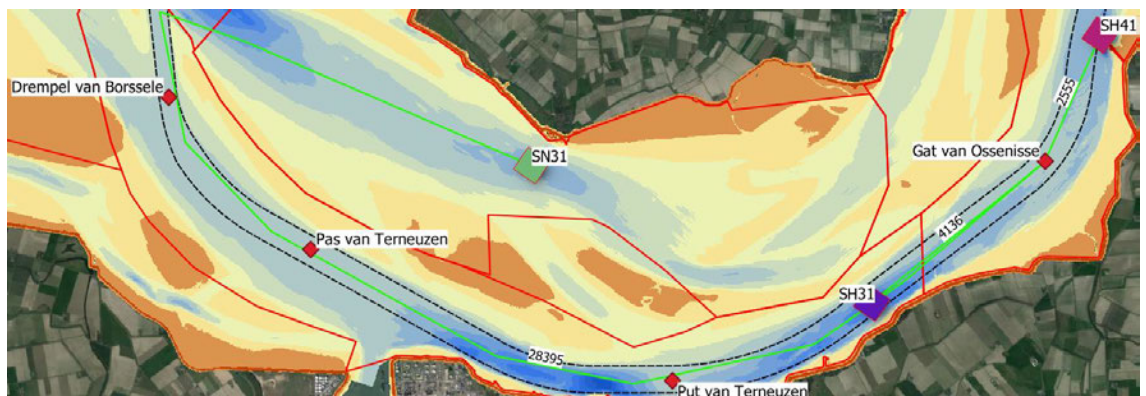 SH41
2555
Drempel van Borssele
SN31
Gat van Ossenisse
4136
Pas van Terneuzen
SH31
28395
Put van Terneuzen